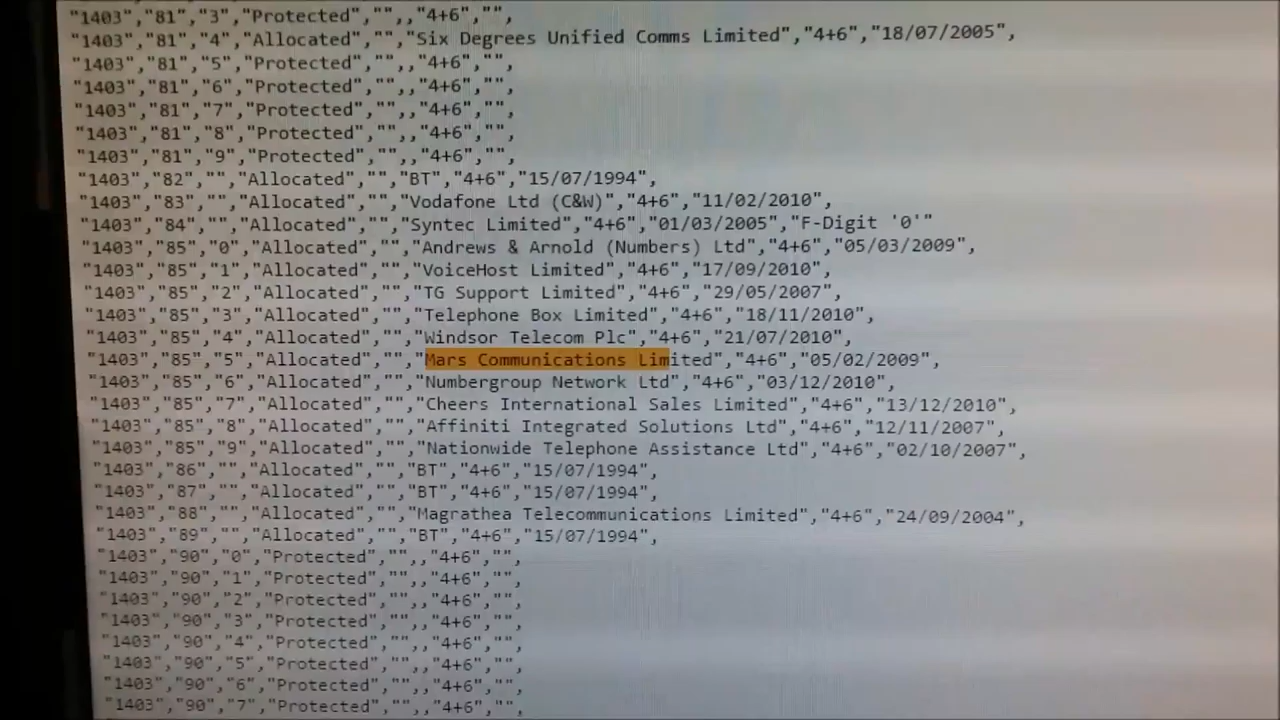 "1403","81","3","Protected","",,"4+6","",
"1403","81","4","Allocated","","Six Degrees Unified Comms Limited","4+6","18/07/2005",
"1403","81","5","Protected","",,"4+6","",
"1403","81","6","Protected","",,"4+6","",
"1403","81","7","Protected","",,"4+6","",
"1403","81","8","Protected","",,"4+6","",
"1403","81","9","Protected","",,"4+6","",
"1403","82","","Allocated","","BT","4+6","15/07/1994",
"1403","83","","Allocated","","Vodafone Ltd (C&W)","4+6","11/02/2010",
"1403","84","","Allocated","","Syntec Limited","4+6","01/03/2005","F-Digit '0'"
"1403","85","0","Allocated","","Andrews & Arnold (Numbers) Ltd","4+6","05/03/2009",
"1403","85","1","Allocated","","VoiceHost Limited","4+6","17/09/2010",
"1403","85","2","Allocated","","TG Support Limited","4+6","29/05/2007",
"1403","85","3","Allocated","","Telephone Box Limited","4+6","18/11/2010",
"1403","85","4","Allocated","","Windsor Telecom Plc","4+6","21/07/2010",
"1403","85","5","Allocated","","Mars Communications Limited","4+6","05/02/2009",
"1403","85","6","Allocated","","Numbergroup Network Ltd","4+6","03/12/2010",
"1403","85","7","Allocated","","Cheers International Sales Limited","4+6","13/12/2010",
"1403","85","8","Allocated","","Affiniti Integrated Solutions Ltd","4+6","12/11/2007",
"1403","85","9","Allocated","","Nationwide Telephone Assistance Ltd","4+6","02/10/2007",
"1403","86","","Allocated","","BT","4+6","15/07/1994",
"1403","87","","Allocated","","BT","4+6","15/07/1994",
"1403","88","","Allocated","","Magrathea Telecommunications Limited","4+6","24/09/2004",
"1403","89","","Allocated","","BT","4+6","15/07/1994",
"1403","90","0","Protected","",,"4+6","",
"1403","90","1","Protected","",,"4+6","",
"1403","90","2","Protected","",,"4+6","",
"1403","90","3","Protected","",,"4+6","",
"1403","90","4","Protected","",,"4+6","",
"1403","90","5","Protected","",,"4+6","",
"1403","90","6","Protected","",,"4+6","",
"1403","90","7","Protected","",,"4+6","",